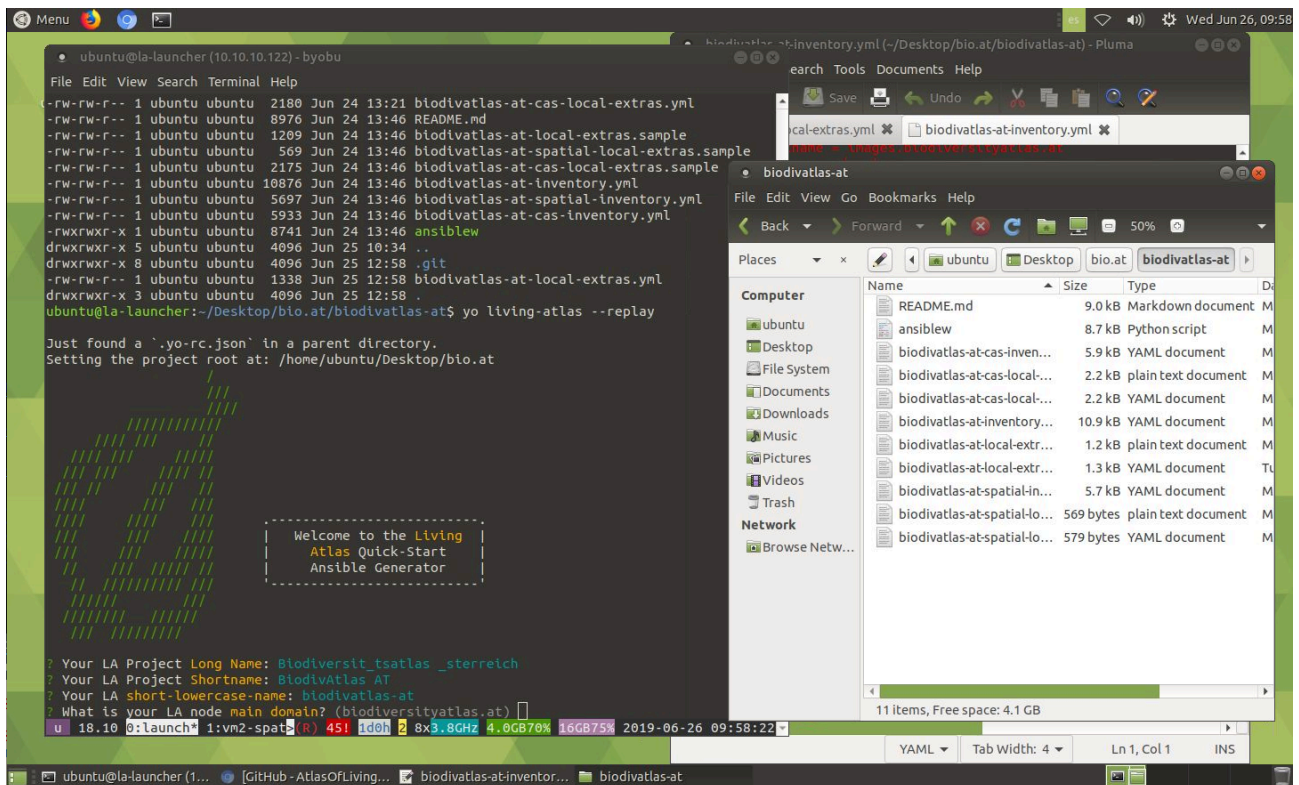 Menu
es
Wed Jun 26, 09:58
ubuntu@la-launcher (10.10.10.122) - byobu
File Edit View Search Terminal Help
-rw-rw-r-- 1 ubuntu ubuntu 2180 Jun 24 13:21 biodivatlas-at-cas-local-extras.yml
-rw-rw-r-- 1 ubuntu ubuntu 8976 Jun 24 13:46 README.md
-rw-rw-r-- 1 ubuntu ubuntu 1209 Jun 24 13:46 biodivatlas-at-local-extras.sample
-rw-rw-r-- 1 ubuntu ubuntu 569 Jun 24 13:46 biodivatlas-at-spatial-local-extras.sample
-rw-rw-r-- 1 ubuntu ubuntu 2175 Jun 24 13:46 biodivatlas-at-cas-local-extras.sample
-rw-rw-r-- 1 ubuntu ubuntu 10876 Jun 24 13:46 biodivatlas-at-inventory.yml
-rw-rw-r-- 1 ubuntu ubuntu 5697 Jun 24 13:46 biodivatlas-at-spatial-inventory.yml
-rw-rw-r-- 1 ubuntu ubuntu 5933 Jun 24 13:46 biodivatlas-at-cas-inventory.yml
-rwxrwxr-x 1 ubuntu ubuntu 8741 Jun 24 13:46 ansiblew
drwxrwxr-x 5 ubuntu ubuntu 4096 Jun 25 10:34 ..
drwxrwxr-x 8 ubuntu ubuntu 4096 Jun 25 12:58 .git
-rw-rw-r-- 1 ubuntu ubuntu 1338 Jun 25 12:58 biodivatlas-at-local-extras.yml
drwxrwxr-x 3 ubuntu ubuntu 4096 Jun 25 12:58 .
ubuntu@la-launcher:~/Desktop/bio.at/biodivatlas-at$ yo living-atlas --replay
Just found a `.yo-rc.json` in a parent directory.
Setting the project root at: /home/ubuntu/Desktop/bio.at
Welcome to the Living
Atlas Quick-Start
Ansible Generator
? Your LA Project Long Name: Biodiversit_tsatlas _sterreich
? Your LA Project Shortname: BiodivAtlas AT
? Your LA short-lowercase-name: biodivatlas-at
? What is your LA node main domain? (biodiversityatlas.at)
u 18.10 0:launch* 1:vm2-spat>(R) 45! 1d0h 2 8x3.8GHz 4.0GB70% 16GB75% 2019-06-26 09:58:22
biodivatlas-at-inventory.yml (~/Desktop/bio.at/biodivatlas-at) - Pluma
earch Tools Documents Help
Save Undo
ocal-extras.yml biodivatlas-at-inventory.yml
name = images.biodiversityatlas.at
biodivatlas-at
File Edit View Go Bookmarks Help
Back Forward 50%
Places ubuntu Desktop bio.at biodivatlas-at
Computer
ubuntu
Desktop
File System
Documents
Downloads
Music
Pictures
Videos
Trash
Network
Browse Netw...
Name Size Type Da
README.md 9.0 kB Markdown document M
ansiblew 8.7 kB Python script M
biodivatlas-at-cas-inven... 5.9 kB YAML document M
biodivatlas-at-cas-local-... 2.2 kB plain text document M
biodivatlas-at-cas-local-... 2.2 kB YAML document M
biodivatlas-at-inventory... 10.9 kB YAML document M
biodivatlas-at-local-extr... 1.2 kB plain text document M
biodivatlas-at-local-extr... 1.3 kB YAML document Tu
biodivatlas-at-spatial-in... 5.7 kB YAML document M
biodivatlas-at-spatial-lo... 569 bytes plain text document M
biodivatlas-at-spatial-lo... 579 bytes YAML document M
11 items, Free space: 4.1 GB
YAML Tab Width: 4 Ln 1, Col 1 INS
ubuntu@la-launcher (1... [GitHub - AtlasOfLiving... biodivatlas-at-inventor... biodivatlas-at